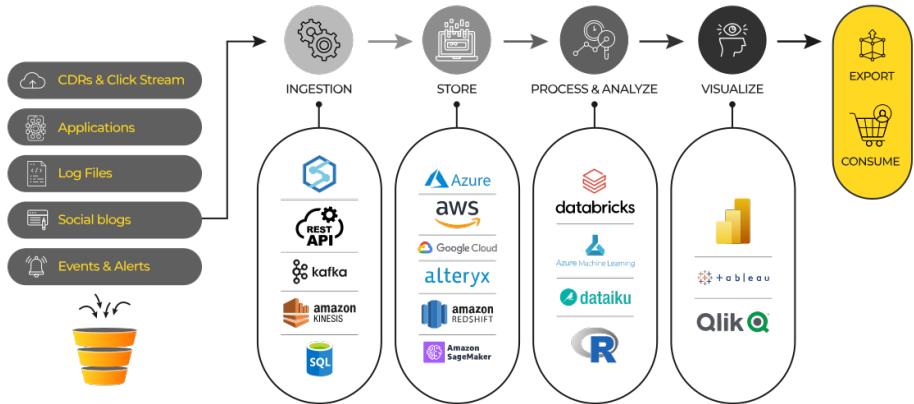 CDRs & Click Stream
Applications
Log Files
Social blogs
Events & Alerts
INGESTION
STORE
PROCESS & ANALYZE
VISUALIZE
EXPORT
CONSUME
REST
API
kafka
amazon
KINESIS
SQL
Azure
aws
Google Cloud
alteryx
amazon
REDSHIFT
Amazon
SageMaker
databricks
Azure Machine Learning
dataiku
R
+ableau
Qlik